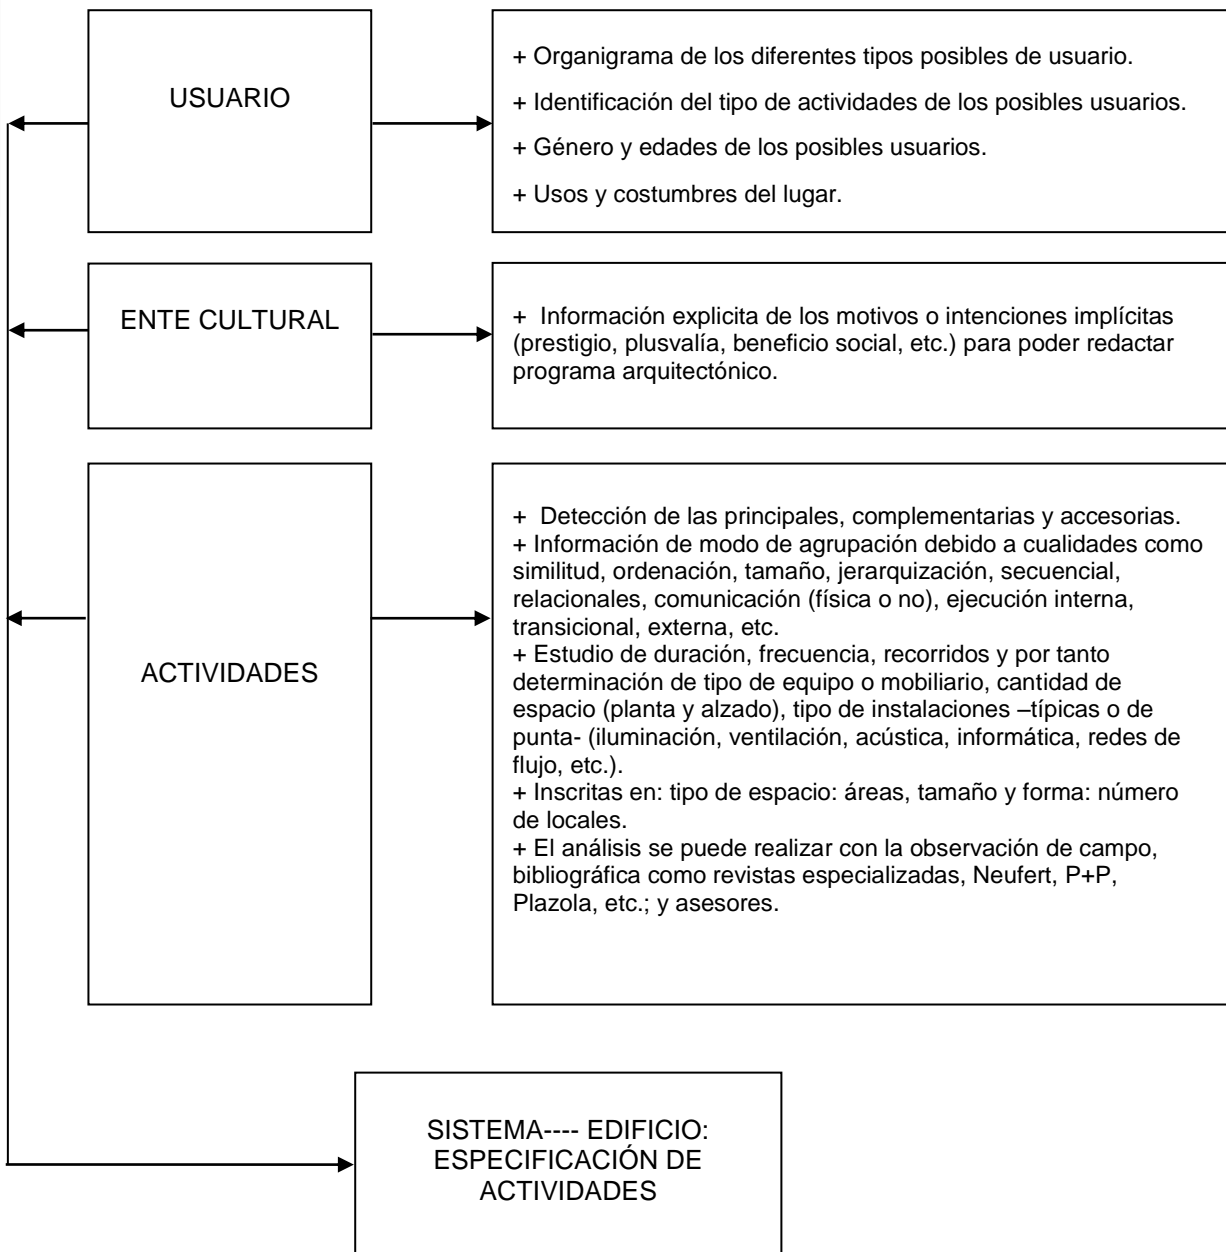 USUARIO
+ Organigrama de los diferentes tipos posibles de usuario.
+ Identificación del tipo de actividades de los posibles usuarios.
+ Género y edades de los posibles usuarios.
+ Usos y costumbres del lugar.
ENTE CULTURAL
+ Información explicita de los motivos o intenciones implícitas
(prestigio, plusvalía, beneficio social, etc.) para poder redactar
programa arquitectónico.
ACTIVIDADES
+ Detección de las principales, complementarias y accesorias.
+ Información de modo de agrupación debido a cualidades como
similitud, ordenación, tamaño, jerarquización, secuencial,
relacionales, comunicación (física o no), ejecución interna,
transicional, externa, etc.
+ Estudio de duración, frecuencia, recorridos y por tanto
determinación de tipo de equipo o mobiliario, cantidad de
espacio (planta y alzado), tipo de instalaciones –típicas o de
punta- (iluminación, ventilación, acústica, informática, redes de
flujo, etc.).
+ Inscritas en: tipo de espacio: áreas, tamaño y forma: número
de locales.
+ El análisis se puede realizar con la observación de campo,
bibliográfica como revistas especializadas, Neufert, P+P,
Plazola, etc.; y asesores.
SISTEMA---- EDIFICIO:
ESPECIFICACIÓN DE
ACTIVIDADES